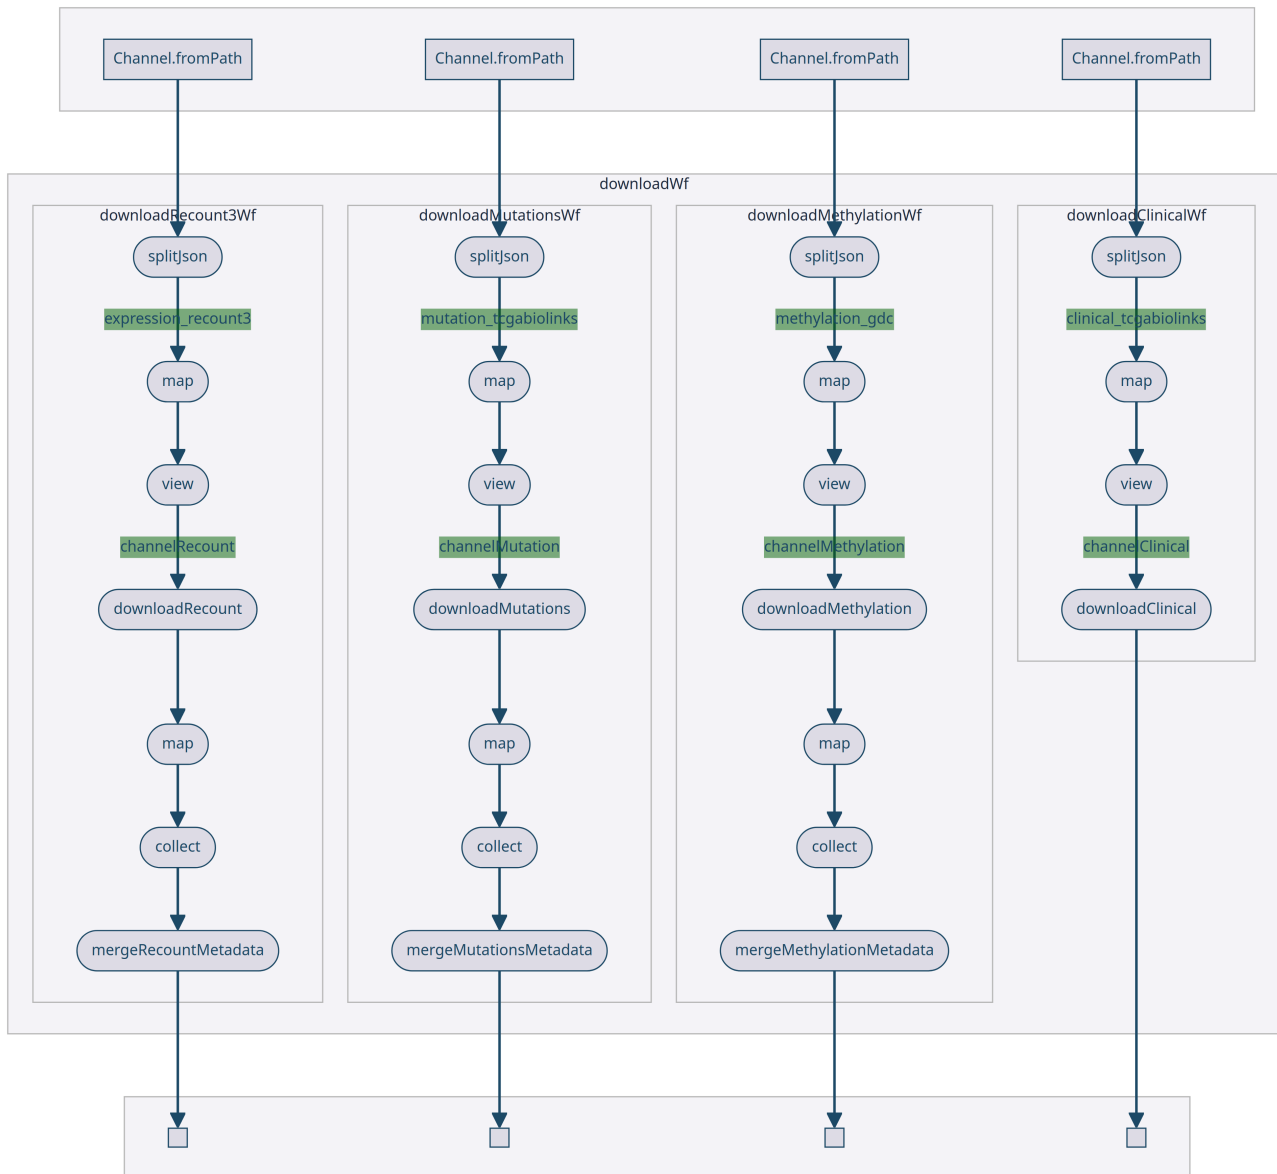 Channel.fromPath
Channel.fromPath
Channel.fromPath
Channel.fromPath
downloadWf
downloadRecount3Wf
downloadMutationsWf
downloadMethylationWf
downloadClinicalWf
splitJson
splitJson
splitJson
splitJson
expression_recount3
mutation_tcgabiolinks
methylation_gdc
clinical_tcgabiolinks
map
map
map
map
view
view
view
view
channelRecount
channelMutation
channelMethylation
channelClinical
downloadRecount
downloadMutations
downloadMethylation
downloadClinical
map
map
map
collect
collect
collect
mergeRecountMetadata
mergeMutationsMetadata
mergeMethylationMetadata